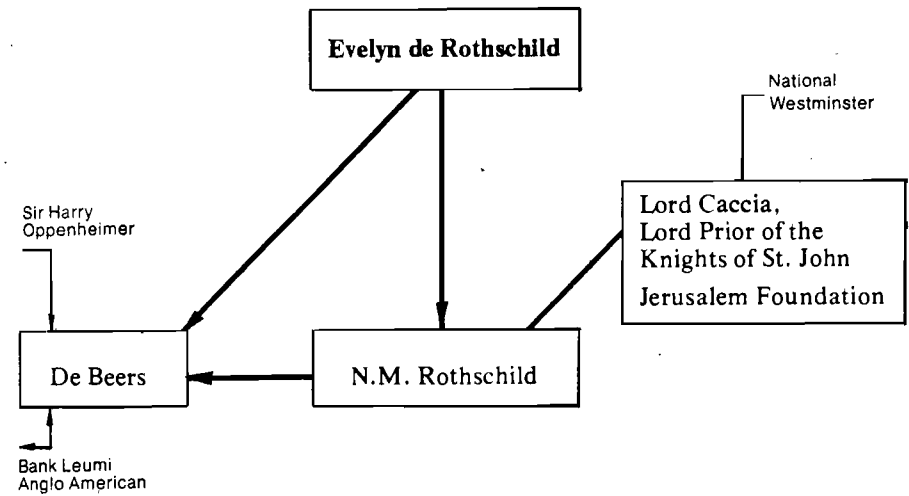 Evelyn de Rothschild
National
Westminster
Lord Caccia,
Lord Prior of the
Knights of St. John
Jerusalem Foundation
Sir Harry
Oppenheimer
De Beers
N.M. Rothschild
Bank Leumi
Anglo American